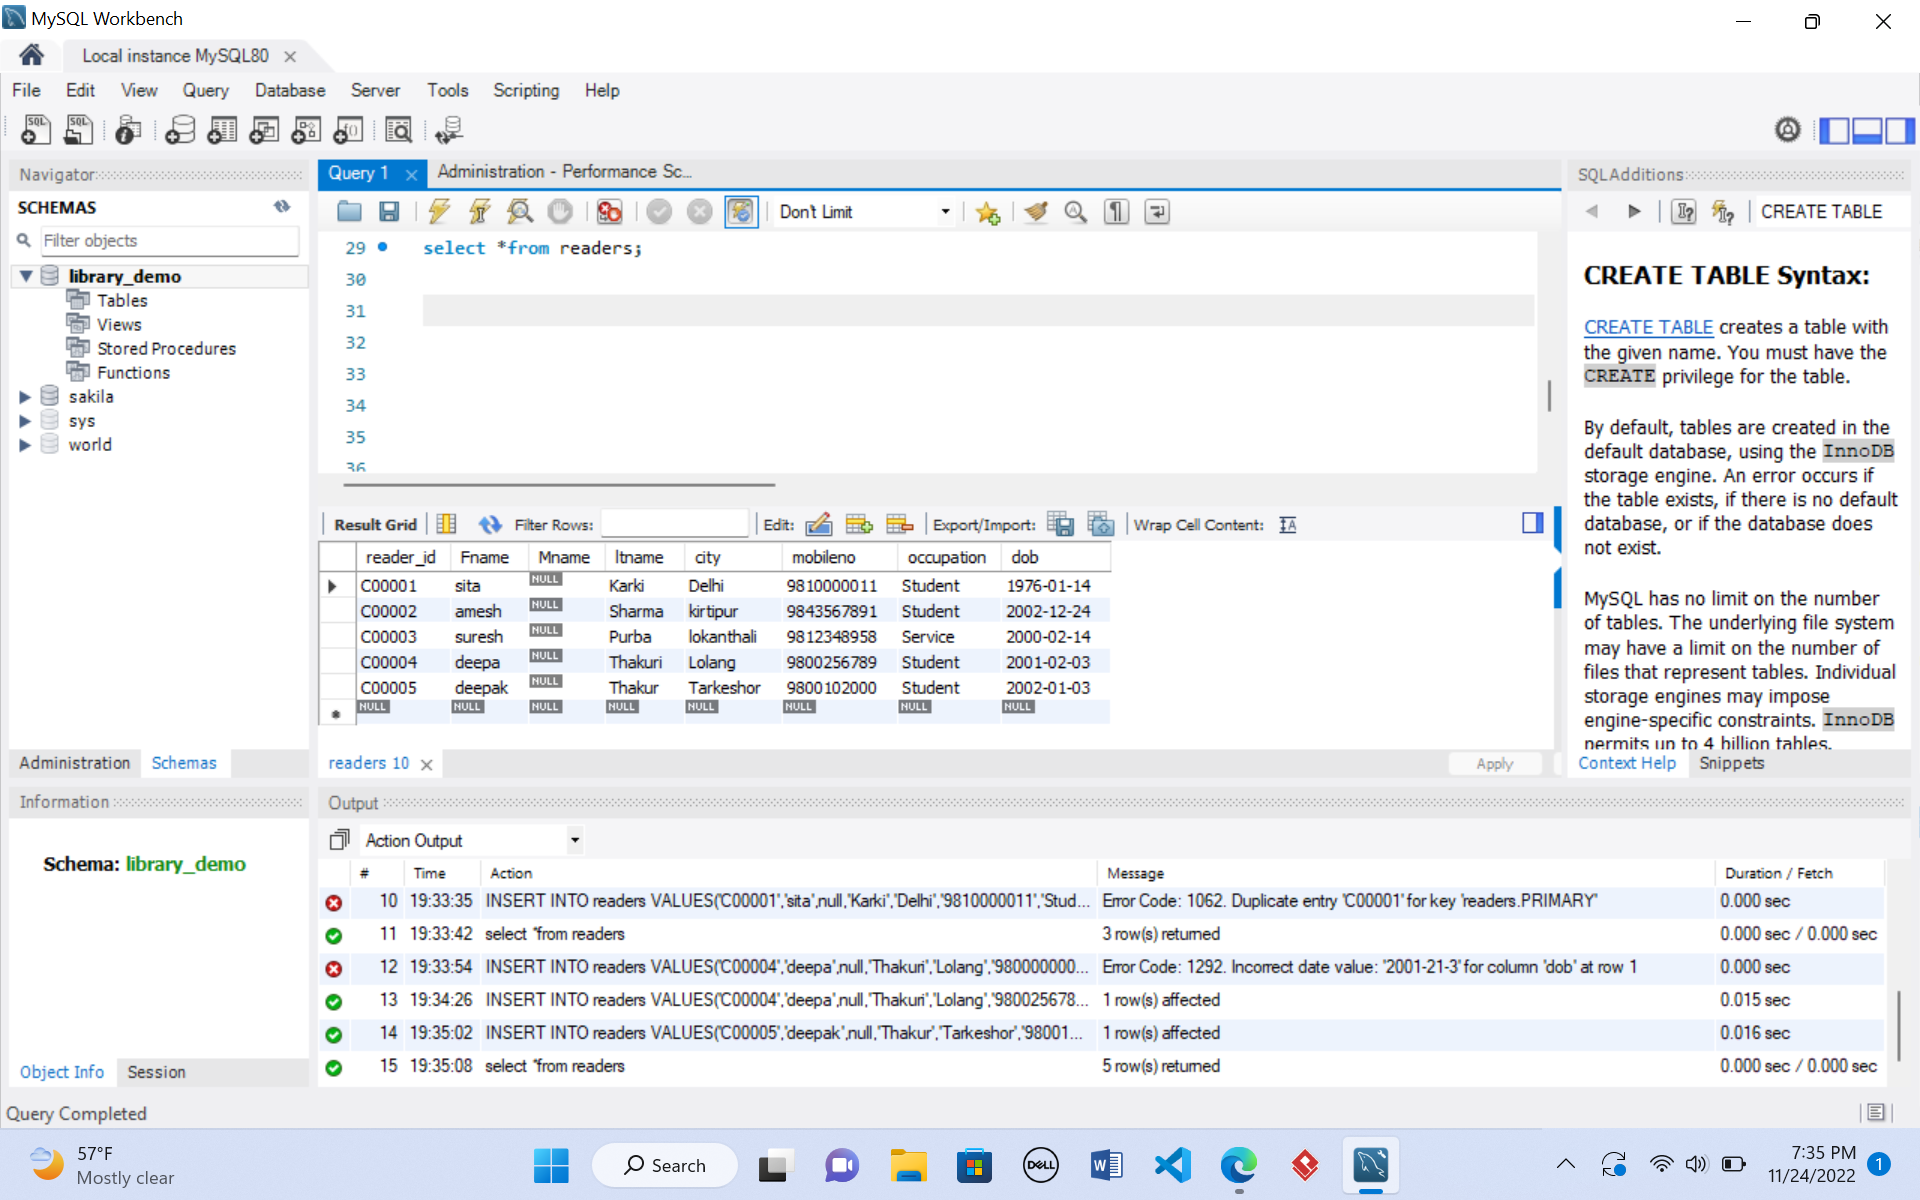 MySQL Workbench
Local instance MySQL80
File Edit View Query Database Server Tools Scripting Help
Navigator
SCHEMAS
Filter objects
library_demo
Tables
Views
Stored Procedures
Functions
sakila
sys
world
Administration Schemas
Information
Schema: library_demo
Object Info Session
Query 1 Administration - Performance Sc...
Don't Limit
29 select *from readers;
30
31
32
33
34
35
36
Result Grid Filter Rows: Edit: Export/Import: Wrap Cell Content:
reader_id Fname Mname ltname city mobileno occupation dob
C00001 sita NULL Karki Delhi 9810000011 Student 1976-01-14
C00002 amesh NULL Sharma kirtipur 9843567891 Student 2002-12-24
C00003 suresh NULL Purba lokanthali 9812348958 Service 2000-02-14
C00004 deepa NULL Thakuri Lolang 9800256789 Student 2001-02-03
C00005 deepak NULL Thakur Tarkeshor 9800102000 Student 2002-01-03
NULL NULL NULL NULL NULL NULL NULL NULL
readers 10 Apply
SQLAdditions
CREATE TABLE
CREATE TABLE Syntax:
CREATE TABLE creates a table with
the given name. You must have the
CREATE privilege for the table.
By default, tables are created in the
default database, using the InnoDB
storage engine. An error occurs if
the table exists, if there is no default
database, or if the database does
not exist.
MySQL has no limit on the number
of tables. The underlying file system
may have a limit on the number of
files that represent tables. Individual
storage engines may impose
engine-specific constraints. InnoDB
permits up to 4 billion tables.
Context Help Snippets
Output
Action Output
# Time Action Message Duration / Fetch
10 19:33:35 INSERT INTO readers VALUES('C00001','sita',null,'Karki','Delhi','9810000011','Stud... Error Code: 1062. Duplicate entry 'C00001' for key 'readers.PRIMARY' 0.000 sec
11 19:33:42 select *from readers 3 row(s) returned 0.000 sec / 0.000 sec
12 19:33:54 INSERT INTO readers VALUES('C00004','deepa',null,'Thakuri','Lolang','980000000... Error Code: 1292. Incorrect date value: '2001-21-3' for column 'dob' at row 1 0.000 sec
13 19:34:26 INSERT INTO readers VALUES('C00004','deepa',null,'Thakuri','Lolang','980025678... 1 row(s) affected 0.015 sec
14 19:35:02 INSERT INTO readers VALUES('C00005','deepak',null,'Thakur','Tarkeshor','98001... 1 row(s) affected 0.016 sec
15 19:35:08 select *from readers 5 row(s) returned 0.000 sec / 0.000 sec
Query Completed
57°F
Mostly clear
Search
DELL
7:35 PM
11/24/2022
1